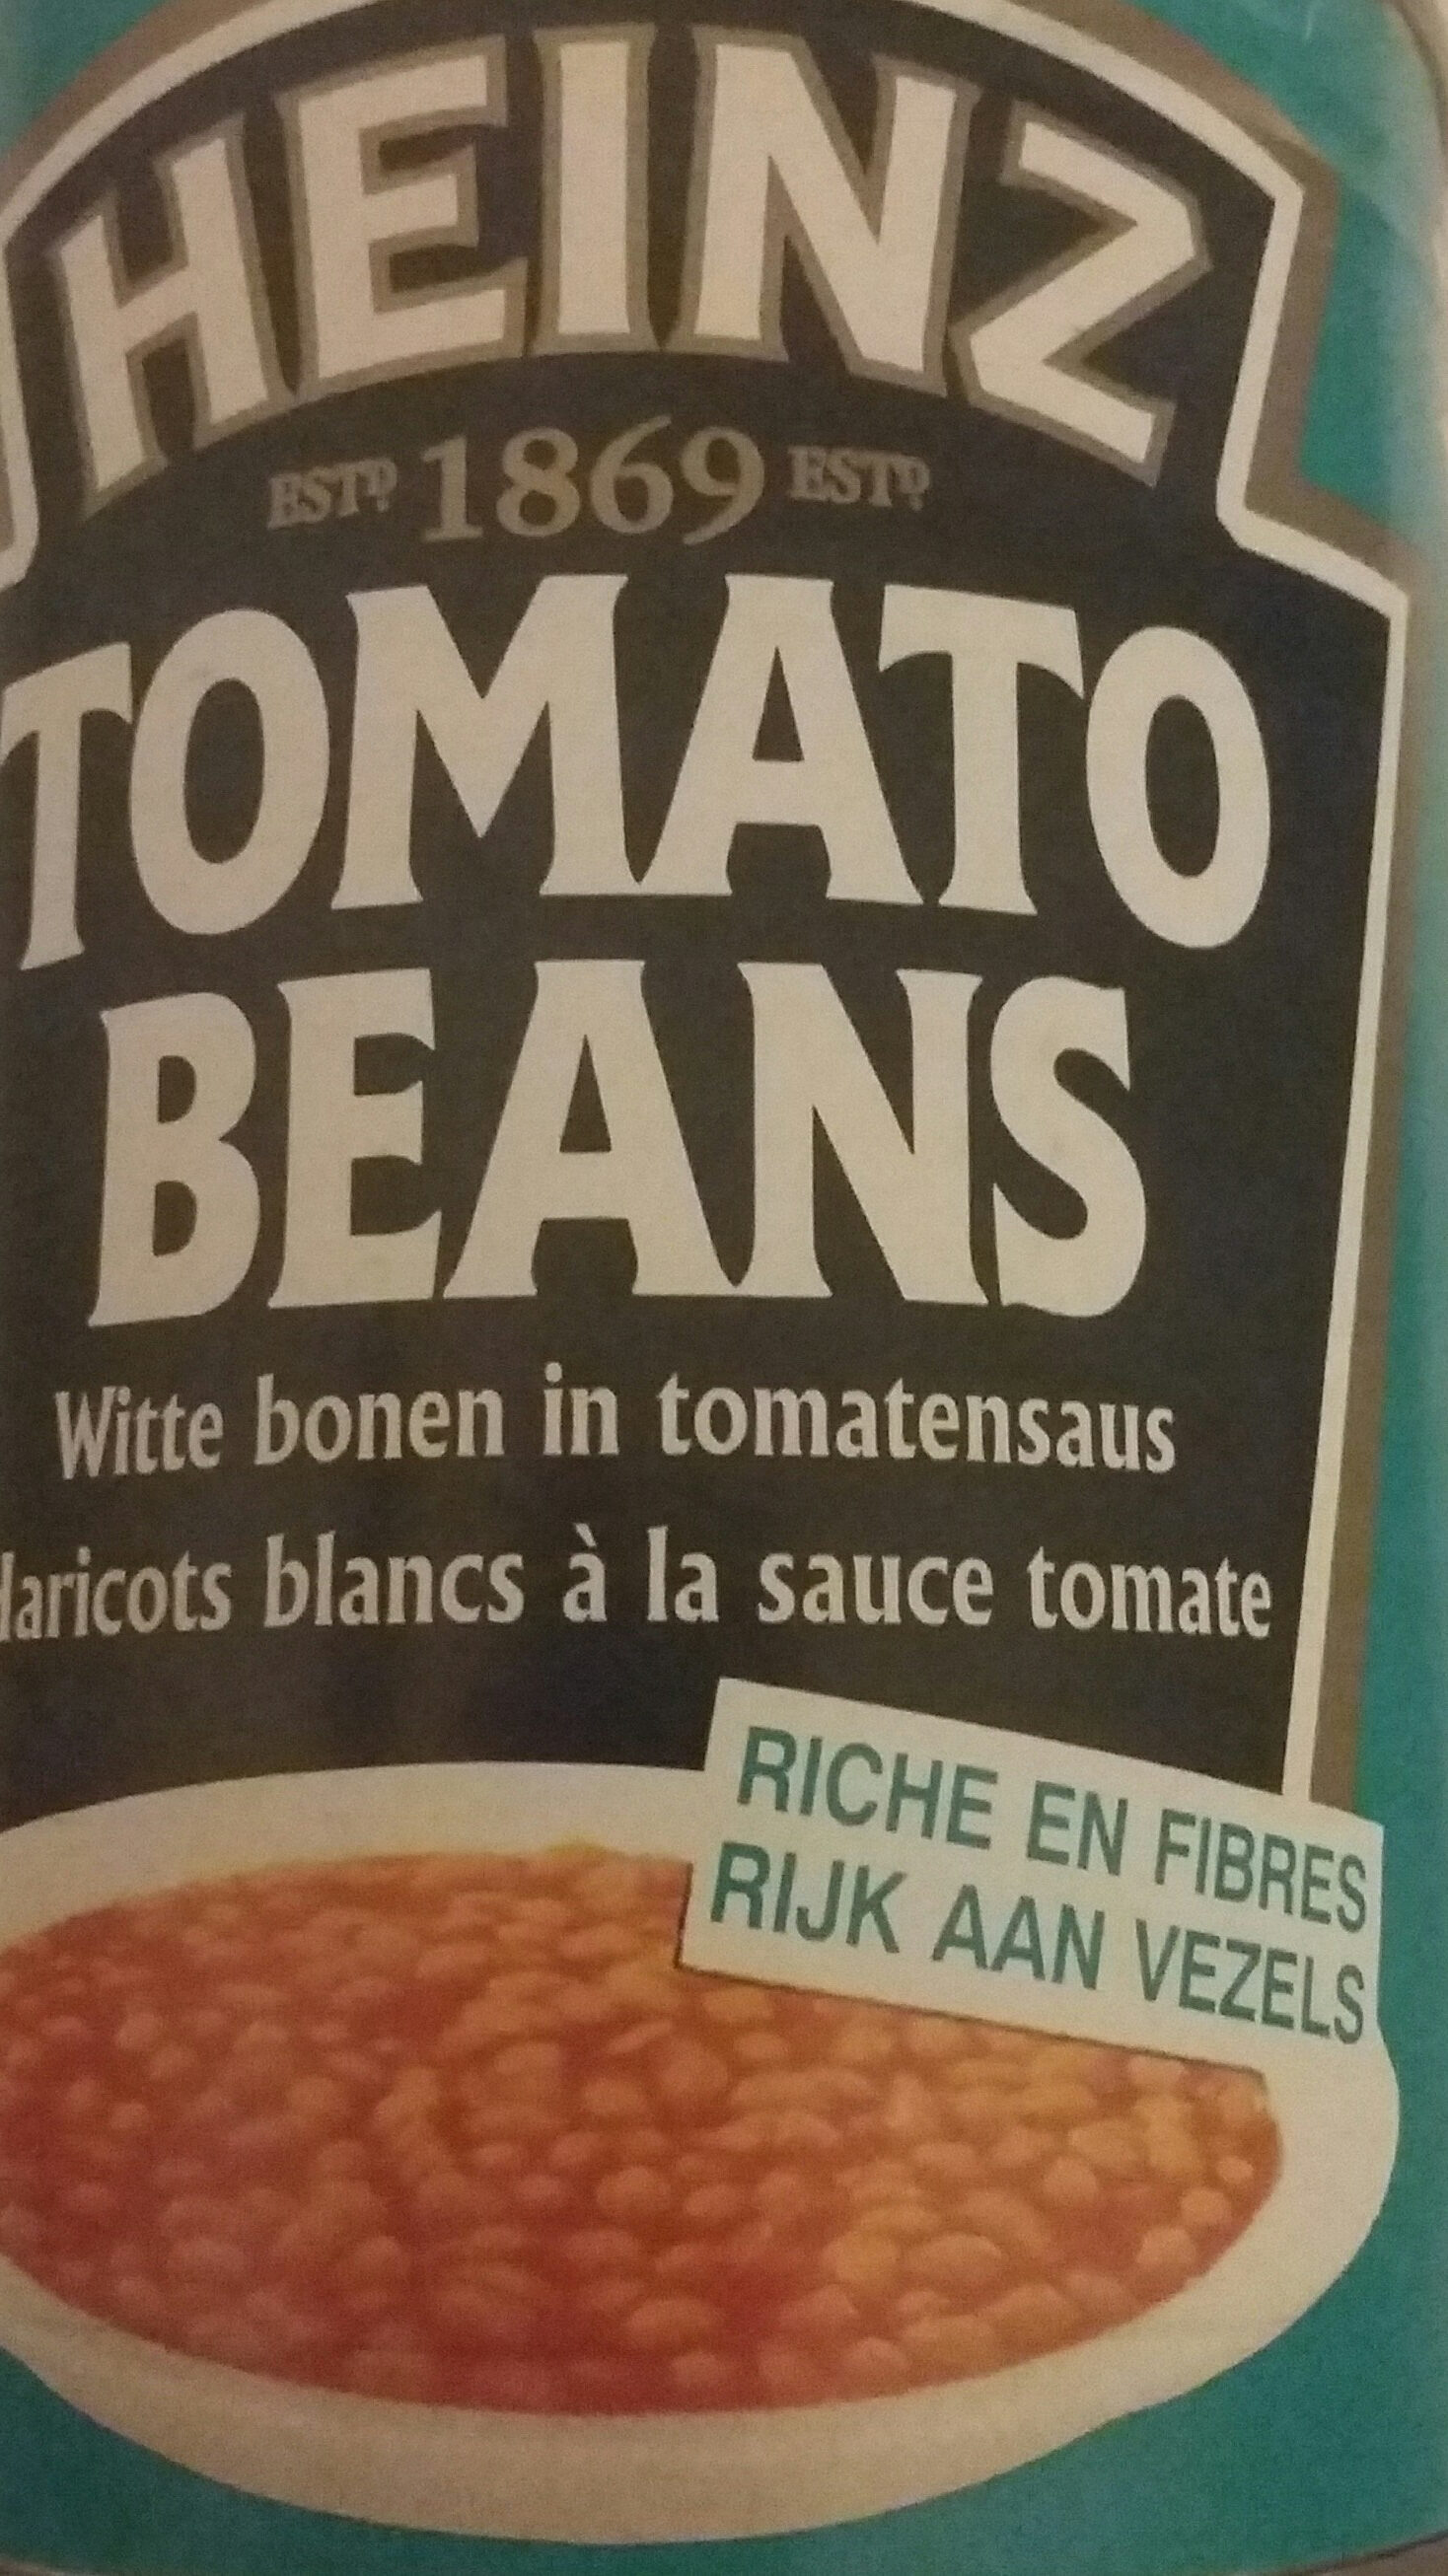 HEINZ
ESTD 1869 ESTD
TOMATO
BEANS
Witte bonen in tomatensaus
Haricots blancs à la sauce tomate
RICHE EN FIBRES
RIJK AAN VEZELS